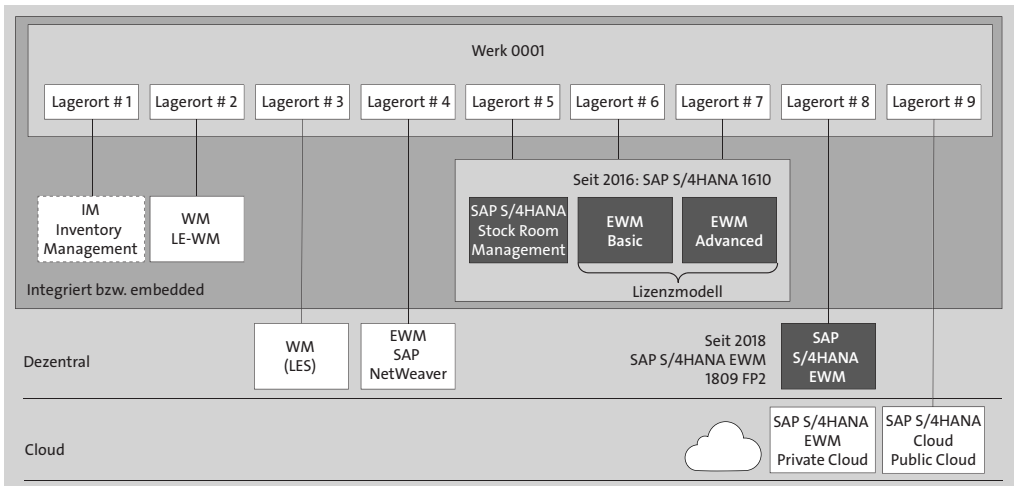 Werk 0001
Lagerort # 1
Lagerort # 2
Lagerort # 3
Lagerort # 4
Lagerort # 5
Lagerort # 6
Lagerort # 7
Lagerort # 8
Lagerort # 9
Seit 2016: SAP S/4HANA 1610
IM
Inventory
Management
WM
LE-WM
SAP S/4HANA
Stock Room
Management
EWM
Basic
EWM
Advanced
Lizenzmodell
Integriert bzw. embedded
Dezentral
WM
(LES)
EWM
SAP
NetWeaver
Seit 2018
SAP S/4HANA EWM
1809 FP2
SAP
S/4HANA
EWM
Cloud
SAP S/4HANA
EWM
Private Cloud
SAP S/4HANA
Cloud
Public Cloud